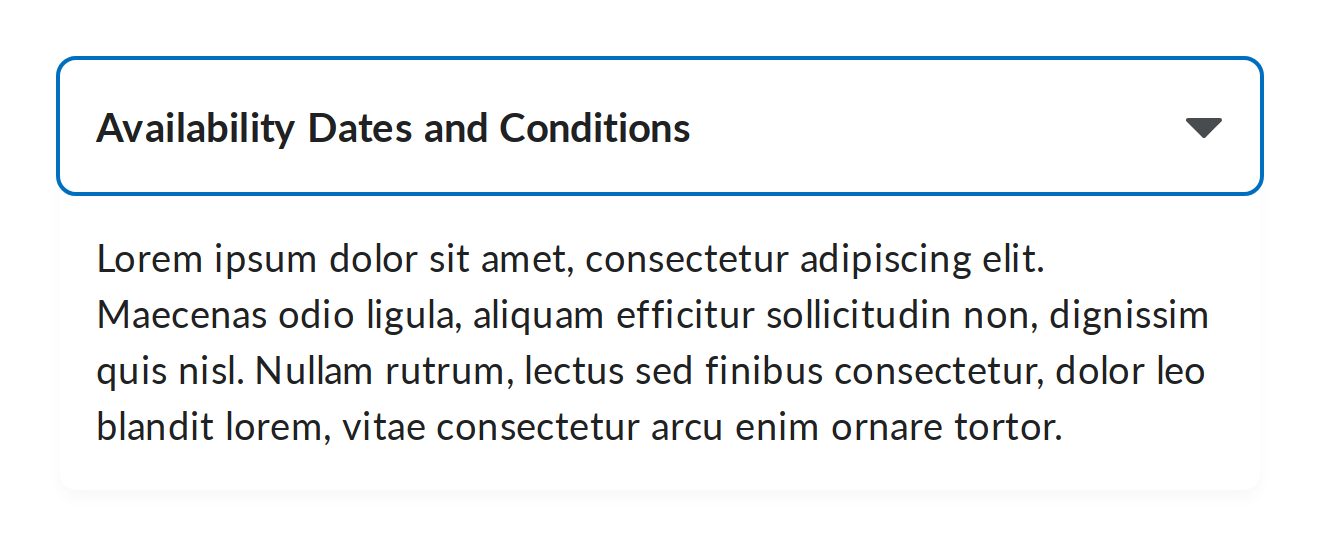 Availability Dates and Conditions
Lorem ipsum dolor sit amet, consectetur adipiscing elit.
Maecenas odio ligula, aliquam efficitur sollicitudin non, dignissim
quis nisl. Nullam rutrum, lectus sed finibus consectetur, dolor leo
blandit lorem, vitae consectetur arcu enim ornare tortor.